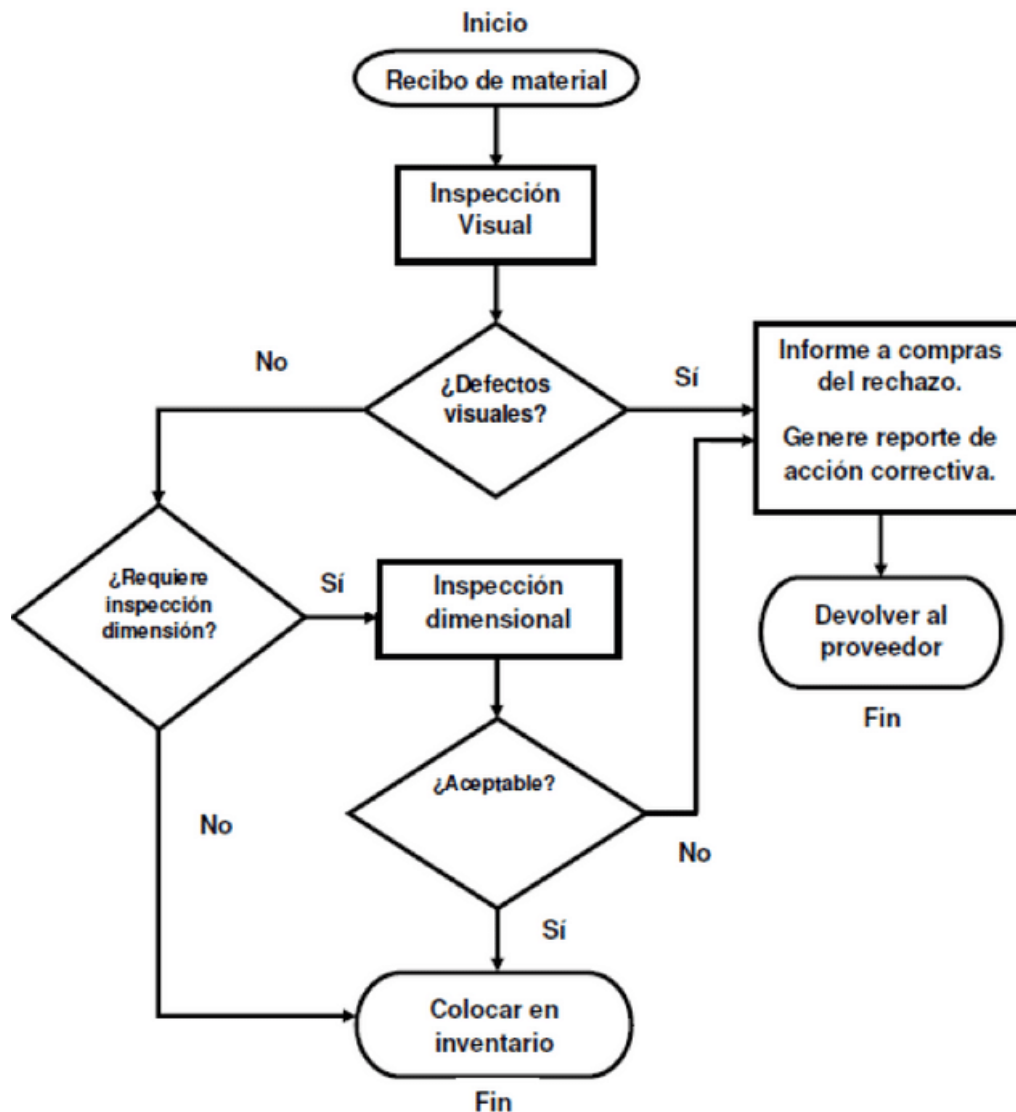 Inicio
Recibo de material
Inspección
Visual
No
¿Defectos
visuales?
Sí
Informe a compras
del rechazo.
Genere reporte de
acción correctiva.
¿Requiere
inspección
dimensión?
Sí
Inspección
dimensional
Devolver al
proveedor
Fin
¿Aceptable?
No
No
Sí
Colocar en
inventario
Fin